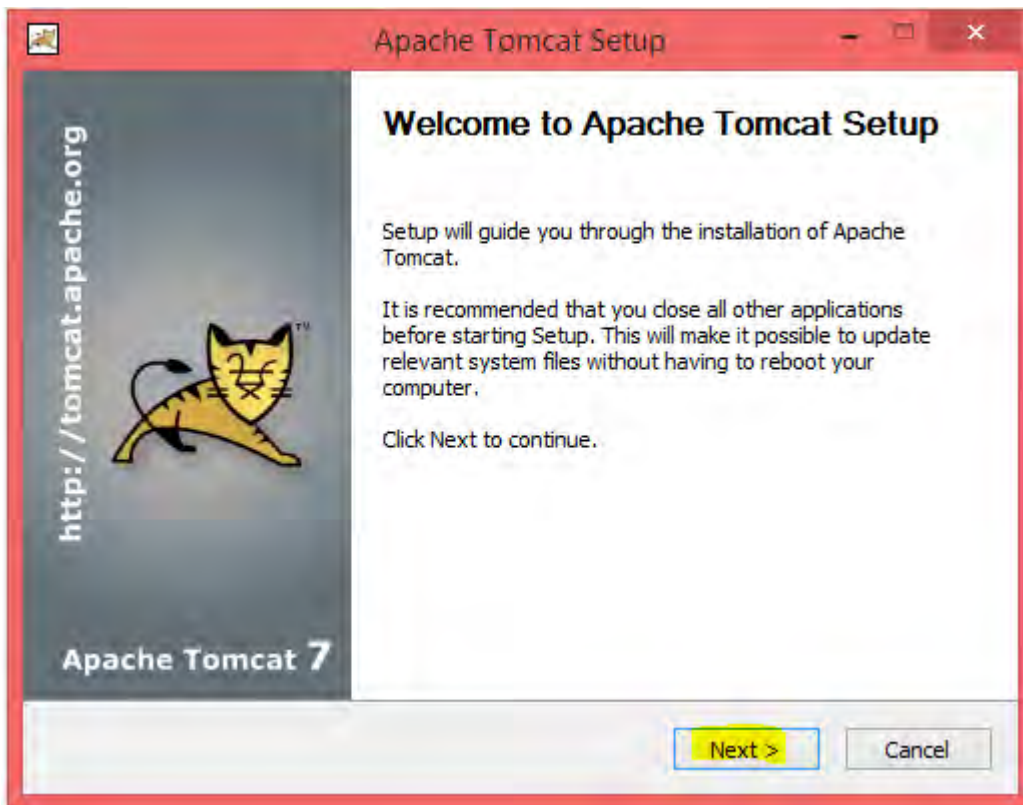 Apache Tomcat Setup
http://tomcat.apache.org
Welcome to Apache Tomcat Setup
Setup will guide you through the installation of Apache
Tomcat.
It is recommended that you close all other applications
before starting Setup. This will make it possible to update
relevant system files without having to reboot your
computer.
Click Next to continue.
TM
Apache Tomcat 7
Next >
Cancel